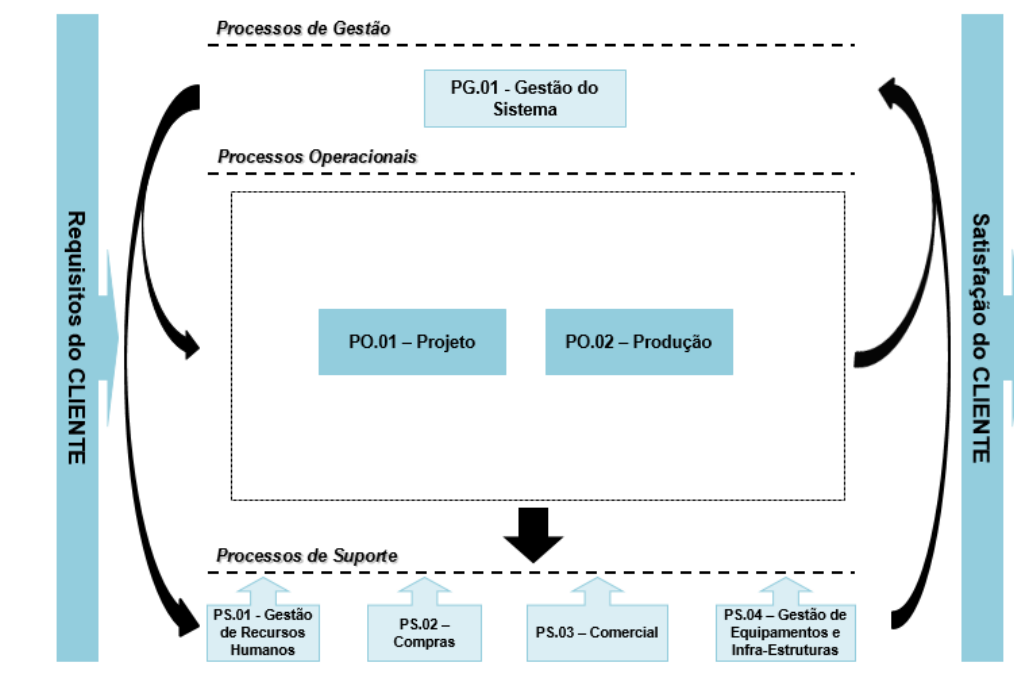 Processos de Gestão
PG.01 - Gestão do
Sistema
Processos Operacionais
Requisitos do CLIENTE
PO.01 – Projeto
PO.02 – Produção
Satisfação do CLIENTE
Processos de Suporte
PS.01 - Gestão
de Recursos
Humanos
PS.02 –
Compras
PS.03 – Comercial
PS.04 – Gestão de
Equipamentos e
Infra-Estruturas